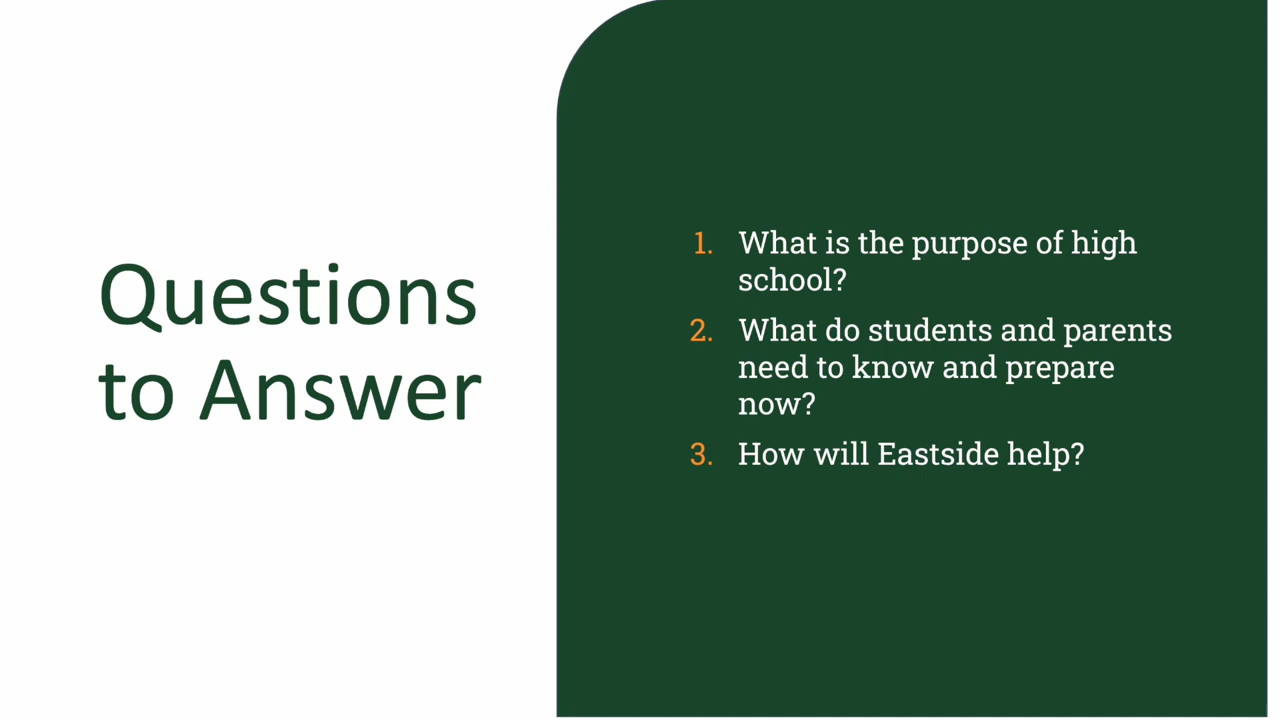 Questions
to Answer
1. What is the purpose of high
school?
2. What do students and parents
need to know and prepare
now?
3. How will Eastside help?